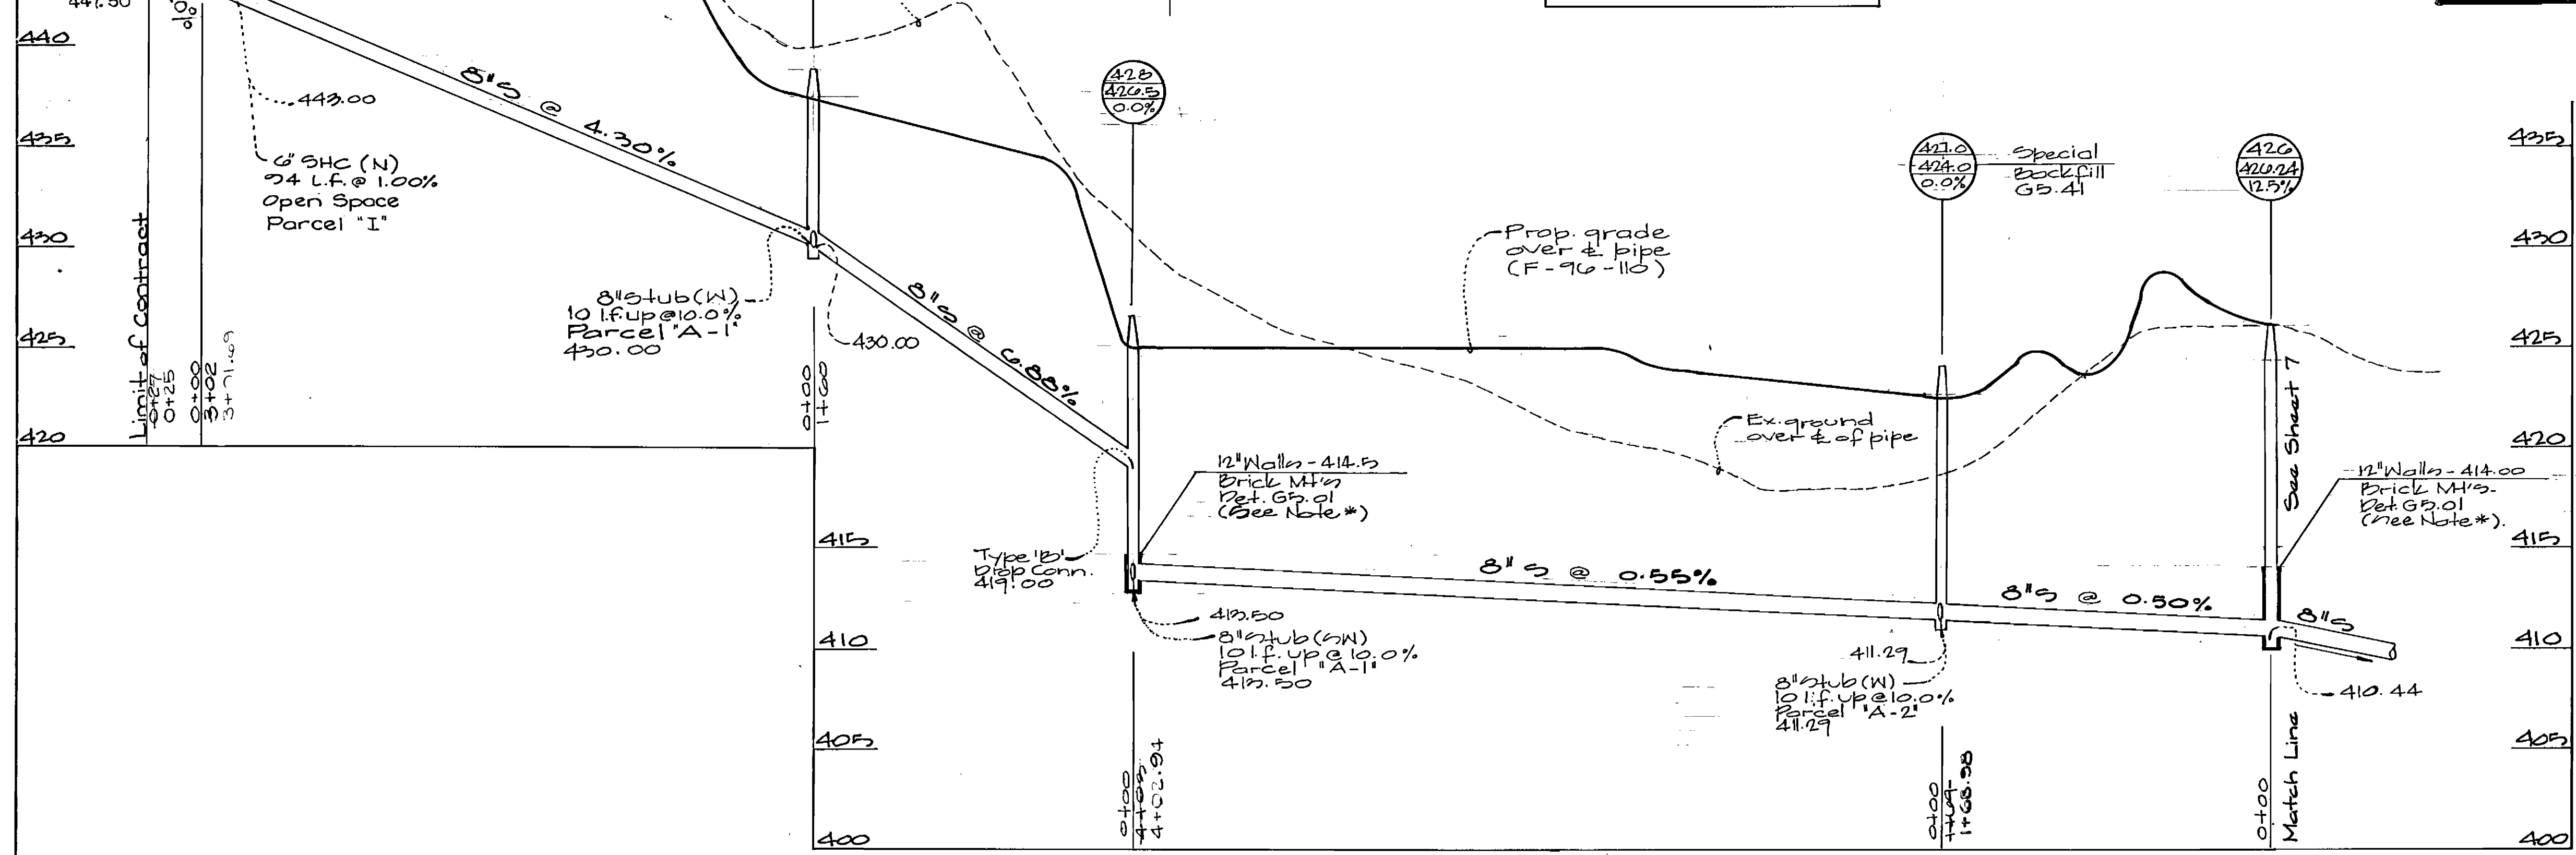 447.50
440
435
430
425
420
443.00
6" SHC (N)
94 L.f. @ 1.00%
Open Space
Parcel "I"
8"S @ 4.30%
Limit of Contract
0+27
0+25
0+00
3+02
8" Stub (W)
10 l.f. up @ 10.0%
Parcel "A-1"
430.00
430.00
0+00
1+60
8"S @ 6.88%
428
426.5
0.0%
Type 'B'
Drop Conn.
419.00
12" Walls - 414.5
Brick MH's
Det. G5.01
(See Note *)
413.50
8" Stub (SW)
10 l.f. up @ 10.0%
Parcel "A-1"
413.50
0+00
4+03
4+02.94
8" S @ 0.55%
Prop. grade
over ℄ pipe
(F-96-110)
Ex. ground
over ℄ of pipe
424.0
0.0%
Special
Backfill
G5.41
411.29
8" Stub (W)
10 l.f. up @ 10.0%
Parcel "A-2"
411.29
0+00
1+69
1+68.98
8"S @ 0.50%
426
426.24
12.5%
See Sheet 7
12" Walls - 414.00
Brick MH's
Det. G5.01
(See Note *).
8"S
410.44
0+00
Match Line
415
410
405
400
435
430
425
420
415
410
405
400